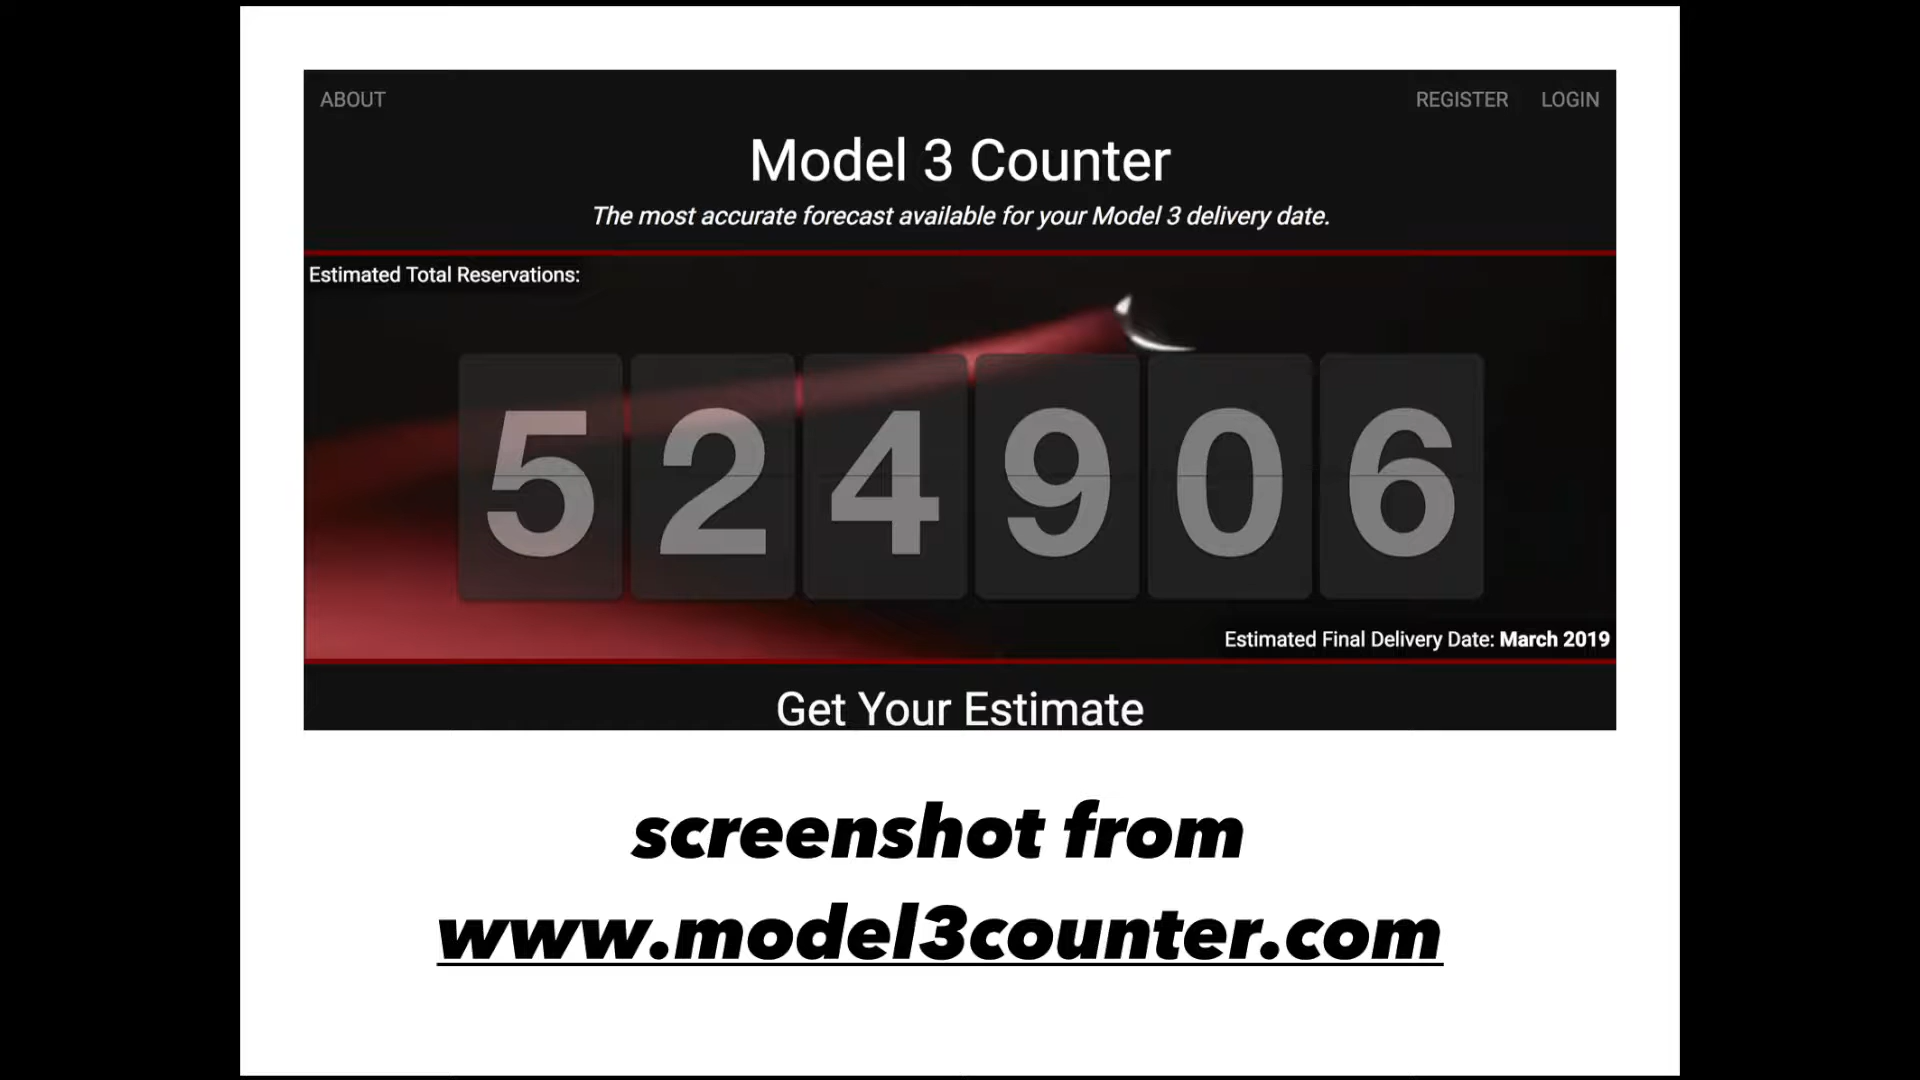 ABOUT REGISTER LOGIN
Model 3 Counter
The most accurate forecast available for your Model 3 delivery date.
Estimated Total Reservations:
524906
Estimated Final Delivery Date: March 2019
Get Your Estimate
screenshot from
www.model3counter.com